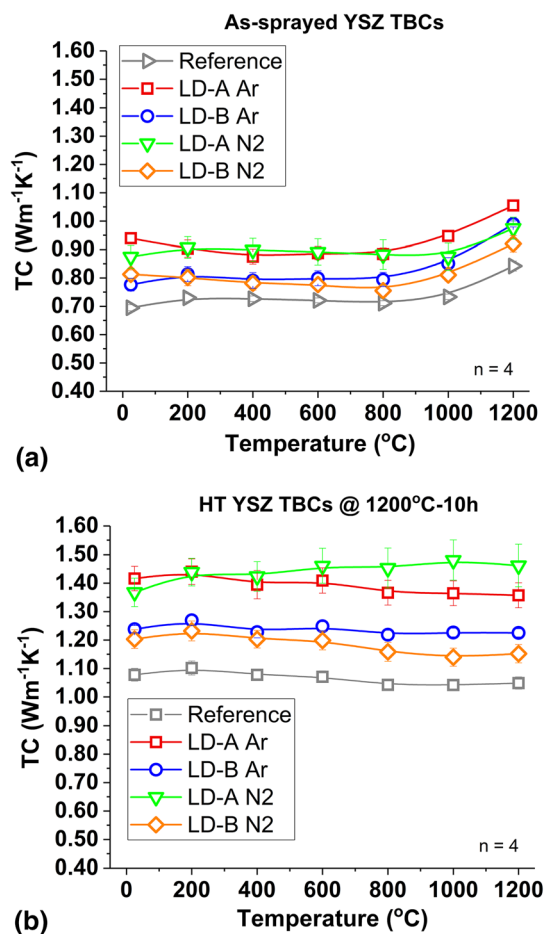 As-sprayed YSZ TBCs
1.60
1.50
1.40
1.30
1.20
1.10
1.00
0.90
0.80
0.70
0.60
0.50
0.40
TC (Wm⁻¹K⁻¹)
Reference
LD-A Ar
LD-B Ar
LD-A N2
LD-B N2
n = 4
0 200 400 600 800 1000 1200
Temperature (ºC)
(a)
HT YSZ TBCs @ 1200ºC-10h
1.60
1.50
1.40
1.30
1.20
1.10
1.00
0.90
0.80
0.70
0.60
0.50
0.40
TC (Wm⁻¹K⁻¹)
Reference
LD-A Ar
LD-B Ar
LD-A N2
LD-B N2
n = 4
0 200 400 600 800 1000 1200
Temperature (ºC)
(b)